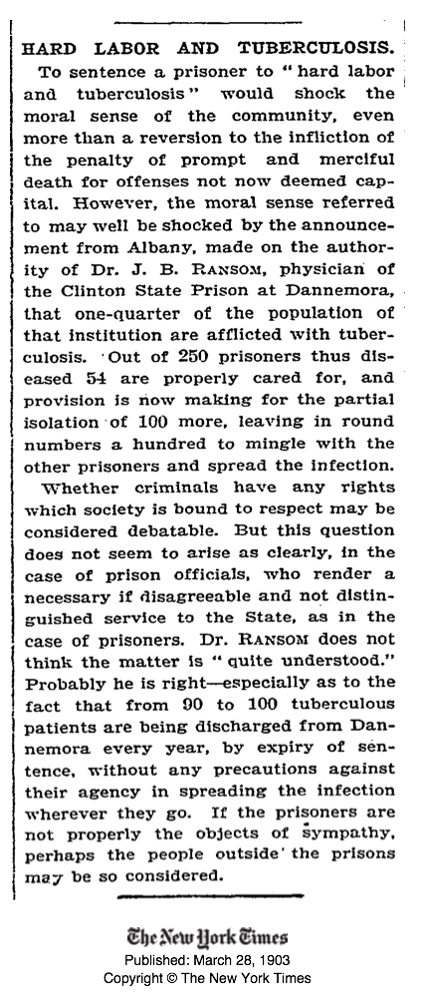 HARD LABOR AND TUBERCULOSIS.
To sentence a prisoner to "hard labor
and tuberculosis" would shock the
moral sense of the community, even
more than a reversion to the infliction of
the penalty of prompt and merciful
death for offenses not now deemed cap-
ital. However, the moral sense referred
to may well be shocked by the announce-
ment from Albany, made on the author-
ity of Dr. J. B. RANSOM, physician of
the Clinton State Prison at Dannemora,
that one-quarter of the population of
that institution are afflicted with tuber-
culosis. Out of 250 prisoners thus dis-
eased 54 are properly cared for, and
provision is now making for the partial
isolation of 100 more, leaving in round
numbers a hundred to mingle with the
other prisoners and spread the infection.
Whether criminals have any rights
which society is bound to respect may be
considered debatable. But this question
does not seem to arise as clearly, in the
case of prison officials, who render a
necessary if disagreeable and not distin-
guished service to the State, as in the
case of prisoners. Dr. RANSOM does not
think the matter is "quite understood."
Probably he is right—especially as to the
fact that from 90 to 100 tuberculous
patients are being discharged from Dan-
nemora every year, by expiry of sen-
tence, without any precautions against
their agency in spreading the infection
wherever they go. If the prisoners are
not properly the objects of sympathy,
perhaps the people outside the prisons
may be so considered.
The New York Times
Published: March 28, 1903
Copyright © The New York Times